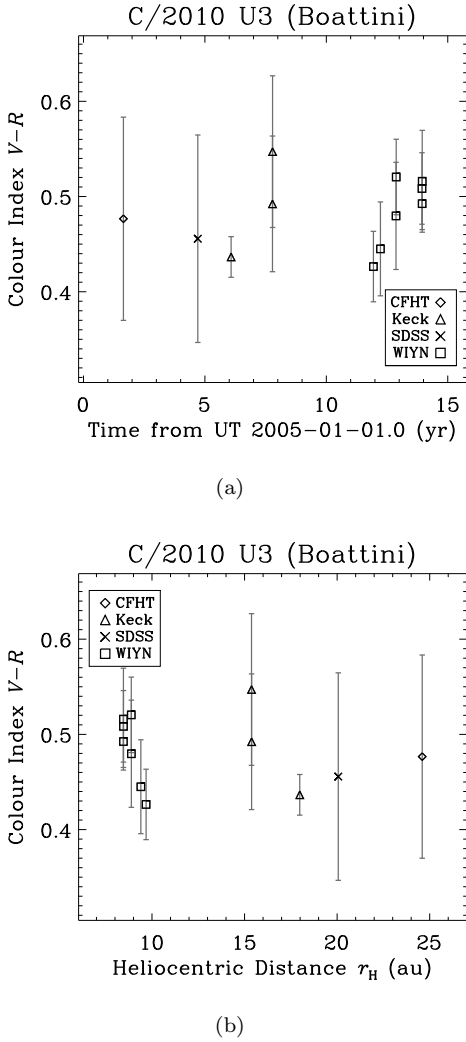 C/2010 U3 (Boattini)
0.6
0.5
0.4
Colour Index V−R
CFHT
Keck
SDSS
WIYN
0 5 10 15
Time from UT 2005−01−01.0 (yr)
(a)
C/2010 U3 (Boattini)
CFHT
Keck
SDSS
WIYN
0.6
0.5
0.4
Colour Index V−R
10 15 20 25
Heliocentric Distance rH (au)
(b)